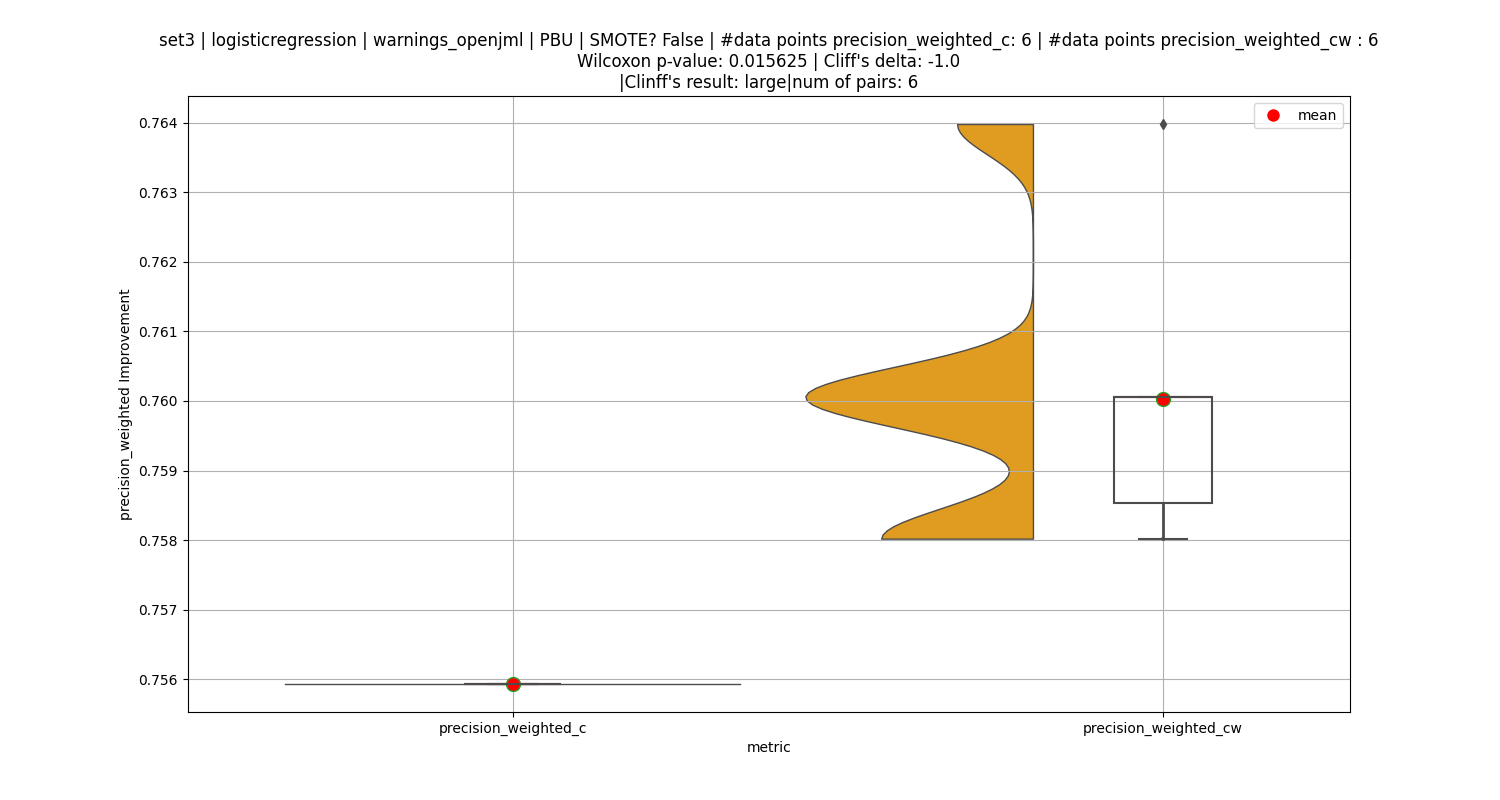 set3 | logisticregression | warnings_openjml | PBU | SMOTE? False | #data points precision_weighted_c: 6 | #data points precision_weighted_cw : 6
Wilcoxon p-value: 0.015625 | Cliff's delta: -1.0
|Clinff's result: large|num of pairs: 6
mean
0.764
0.763
0.762
0.761
0.760
0.759
0.758
0.757
0.756
precision_weighted Improvement
precision_weighted_c
precision_weighted_cw
metric